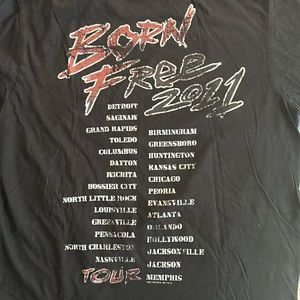 BORN
FREE
2011
DETROIT
SAGINAW
GRAND RAPIDS
TOLEDO
COLUMBUS
DAYTON
WICHITA
BOSSIER CITY
NORTH LITTLE ROCK
LOUISVILLE
GREENVILLE
PENSACOLA
NORTH CHARLESTON
NASHVILLE
TOUR
BIRMINGHAM
GREENSBORO
HUNTINGTON
KANSAS CITY
CHICAGO
PEORIA
EVANSVILLE
ATLANTA
ORLANDO
HOLLYWOOD
JACKSONVILLE
JACKSON
MEMPHIS